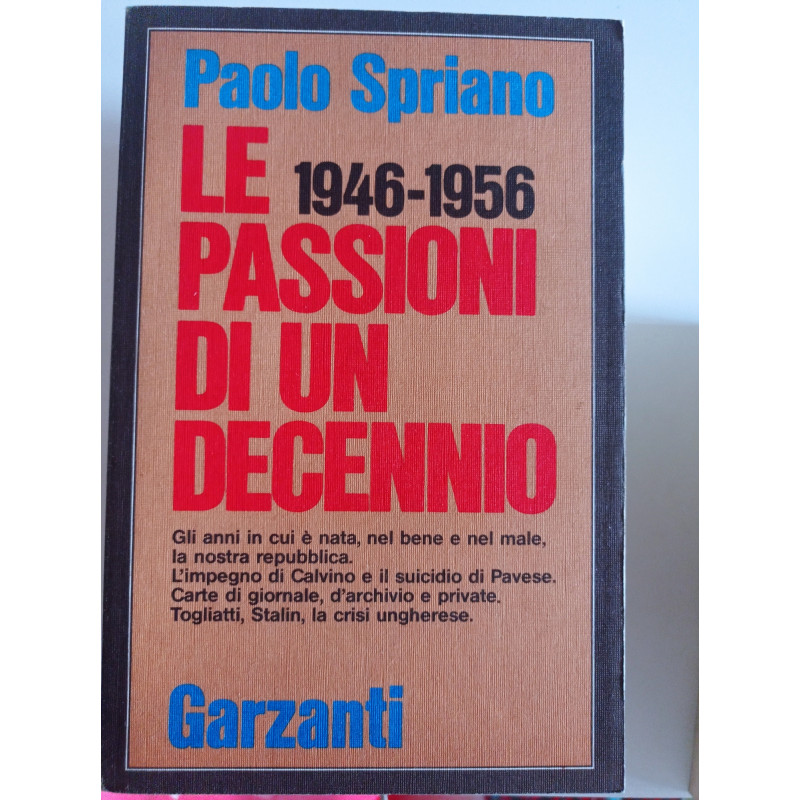 Paolo Spriano
LE 1946-1956
PASSIONI
DI UN
DECENNIO
Gli anni in cui è nata, nel bene e nel male,
la nostra repubblica.
L'impegno di Calvino e il suicidio di Pavese.
Carte di giornale, d'archivio e private.
Togliatti, Stalin, la crisi ungherese.
Garzanti